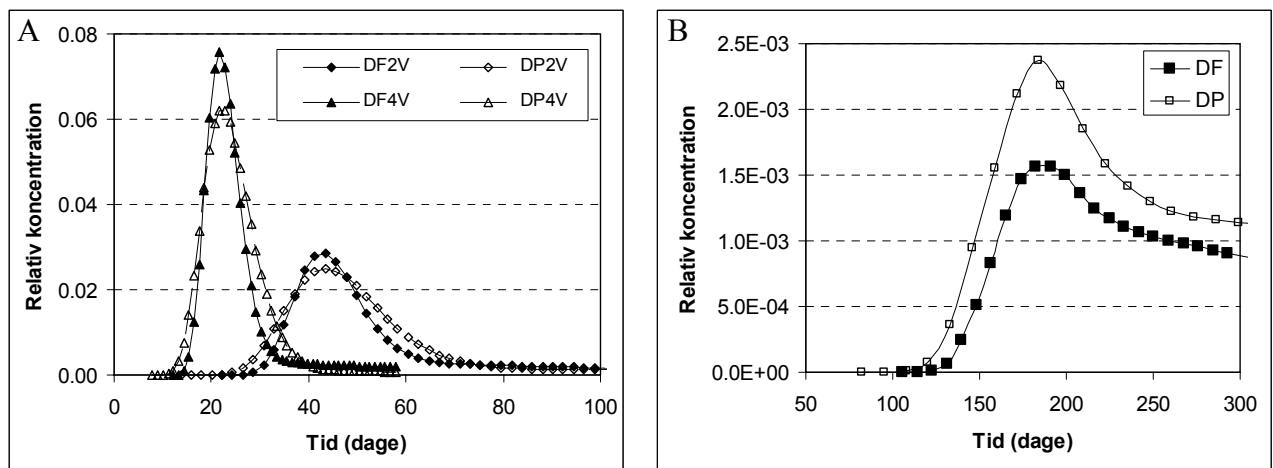 A
0.08
0.06
0.04
0.02
0.00
Relativ koncentration
DF2V
DP2V
DF4V
DP4V
0
20
40
60
80
100
Tid (dage)
B
2.5E-03
2.0E-03
1.5E-03
1.0E-03
5.0E-04
0.0E+00
Relativ koncentration
DF
DP
50
100
150
200
250
300
Tid (dage)